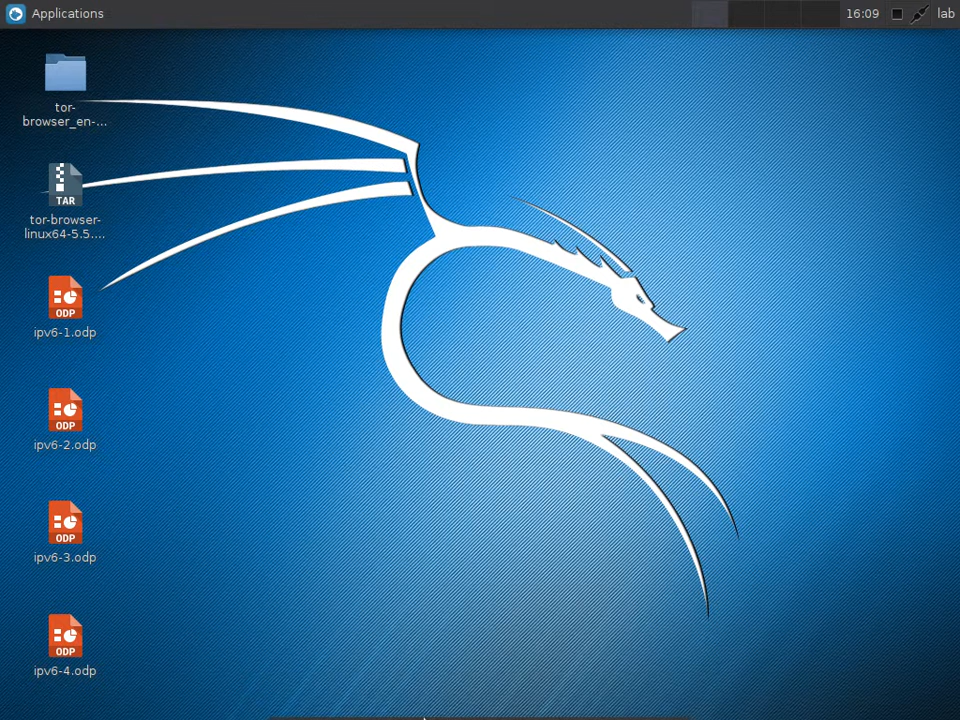 Applications
16:09
lab
tor-
browser_en-...
TAR
tor-browser-
linux64-5.5....
ODP
ipv6-1.odp
ODP
ipv6-2.odp
ODP
ipv6-3.odp
ODP
ipv6-4.odp